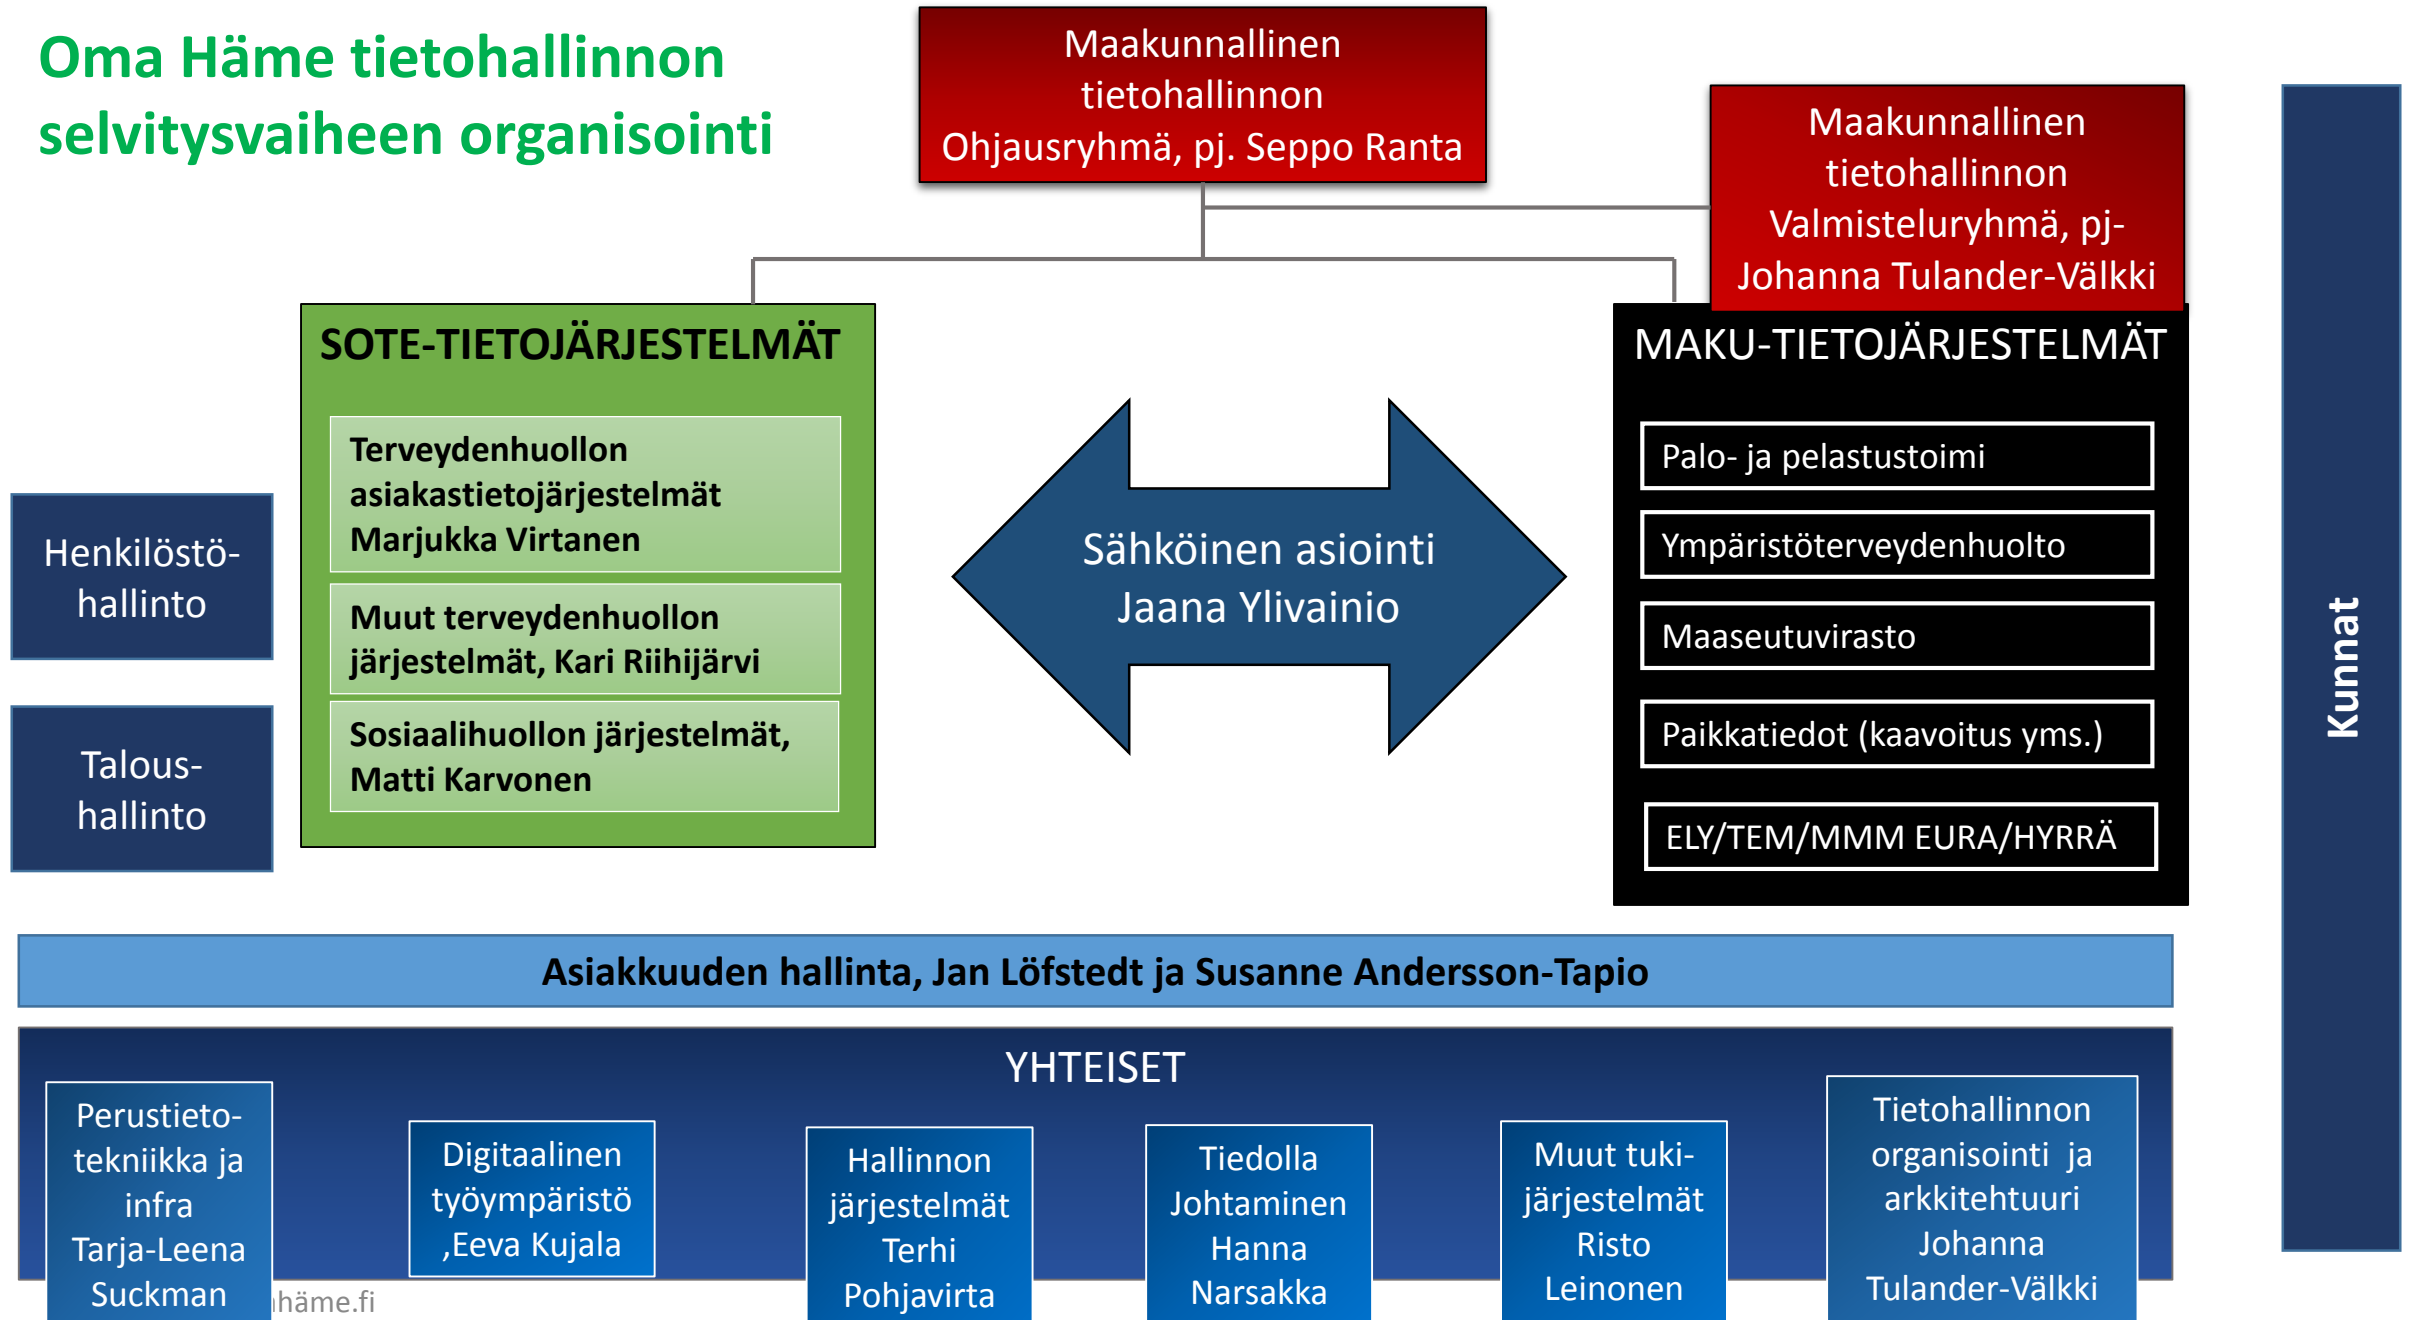 Oma Häme tietohallinnon
selvitysvaiheen organisointi
Maakunnallinen
tietohallinnon
Ohjausryhmä, pj. Seppo Ranta
Maakunnallinen
tietohallinnon
Valmisteluryhmä, pj-
Johanna Tulander-Välkki
SOTE-TIETOJÄRJESTELMÄT
Terveydenhuollon
asiakastietojärjestelmät
Marjukka Virtanen
Muut terveydenhuollon
järjestelmät, Kari Riihijärvi
Sosiaalihuollon järjestelmät,
Matti Karvonen
Henkilöstö-
hallinto
Talous-
hallinto
Sähköinen asiointi
Jaana Ylivainio
MAKU-TIETOJÄRJESTELMÄT
Palo- ja pelastustoimi
Ympäristöterveydenhuolto
Maaseutuvirasto
Paikkatiedot (kaavoitus yms.)
ELY/TEM/MMM EURA/HYRRÄ
Kunnat
Asiakkuuden hallinta, Jan Löfstedt ja Susanne Andersson-Tapio
YHTEISET
Perustieto-
tekniikka ja
infra
Tarja-Leena
Suckman
Digitaalinen
työympäristö
,Eeva Kujala
Hallinnon
järjestelmät
Terhi
Pohjavirta
Tiedolla
Johtaminen
Hanna
Narsakka
Muut tuki-
järjestelmät
Risto
Leinonen
Tietohallinnon
organisointi ja
arkkitehtuuri
Johanna
Tulander-Välkki
häme.fi